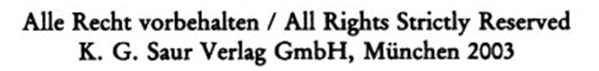 Alle Recht vorbehalten / All Rights Strictly Reserved
K. G. Saur Verlag GmbH, München 2003